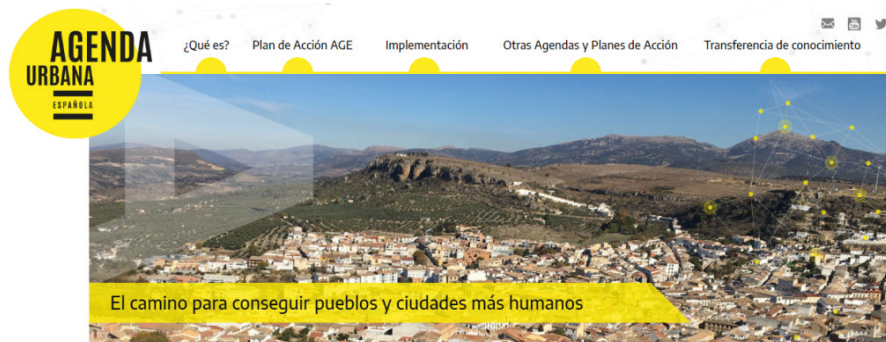 AGENDA
URBANA
ESPAÑOLA
¿Qué es?
Plan de Acción AGE
Implementación
Otras Agendas y Planes de Acción
Transferencia de conocimiento
El camino para conseguir pueblos y ciudades más humanos